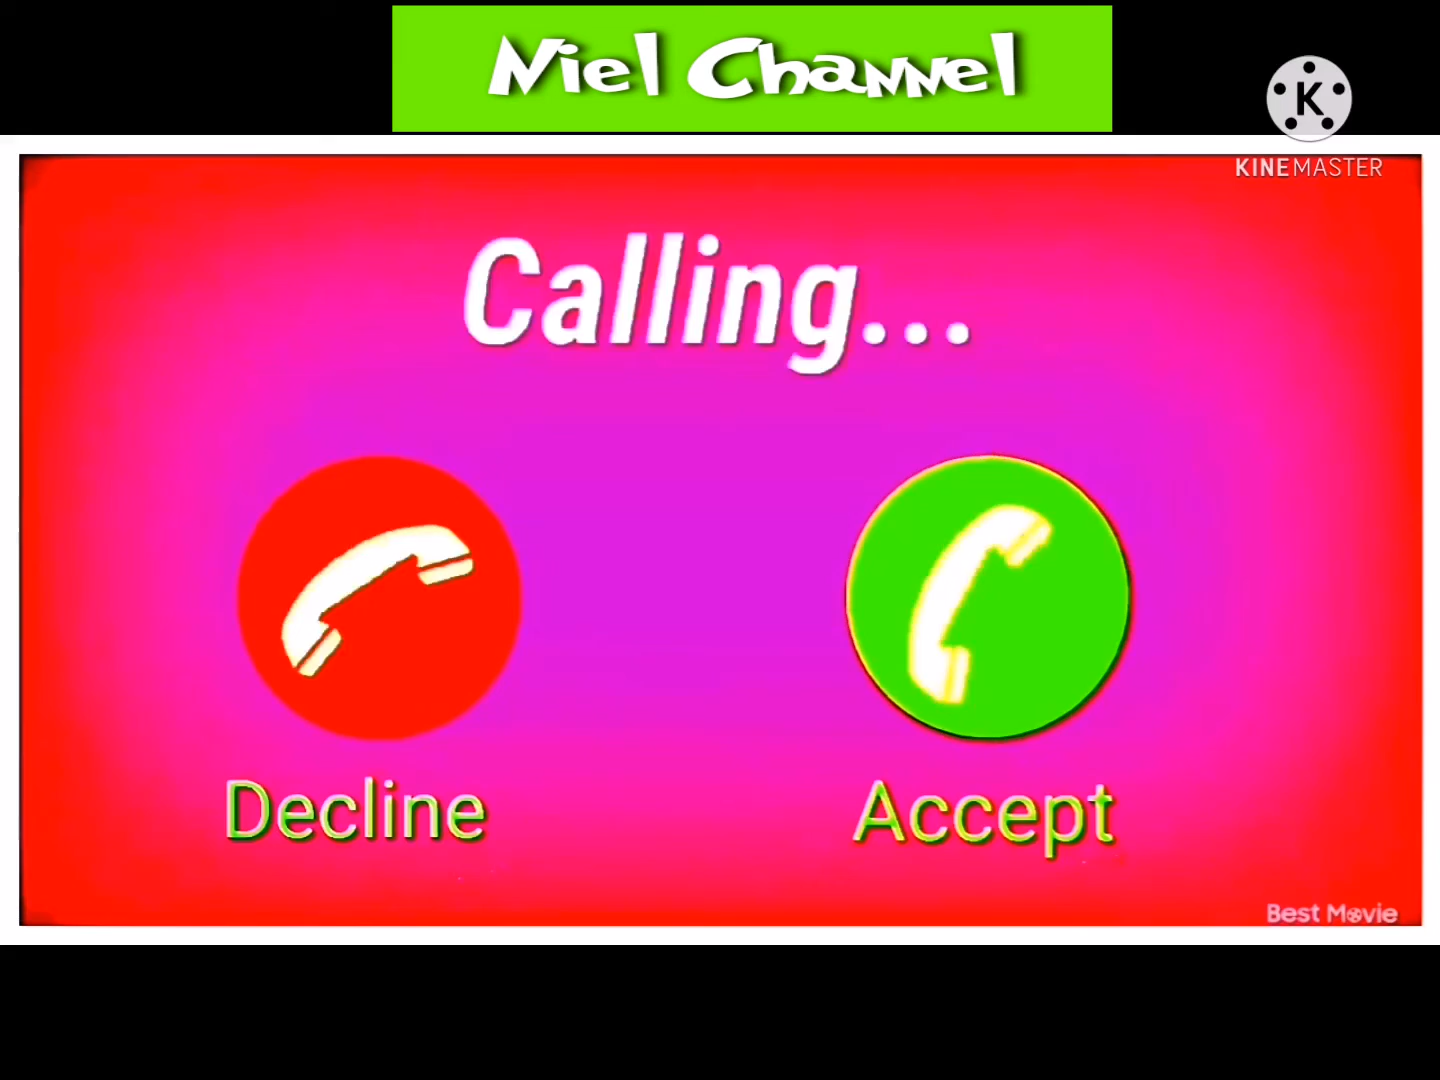 Niel Channel
K
KINEMASTER
Calling...
Decline
Accept
Best Movie